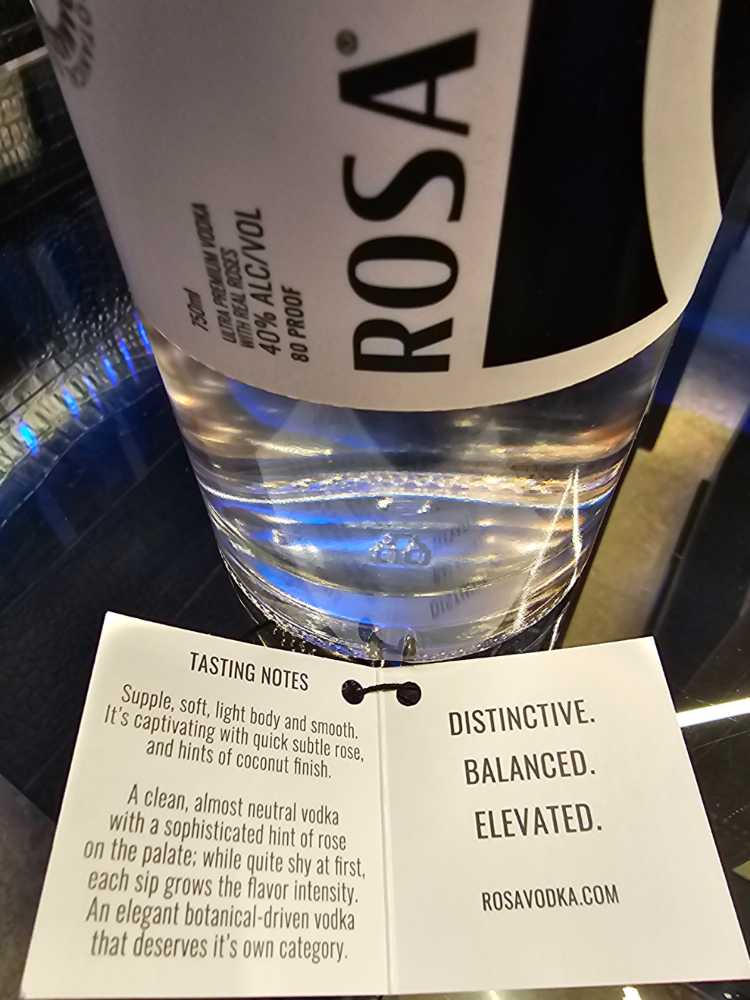 ROSA®
750ml
ULTRA PREMIUM VODKA
WITH REAL ROSES
40% ALC/VOL
80 PROOF
TASTING NOTES
Supple, soft, light body and smooth.
It's captivating with quick subtle rose,
and hints of coconut finish.
A clean, almost neutral vodka
with a sophisticated hint of rose
on the palate; while quite shy at first,
each sip grows the flavor intensity.
An elegant botanical-driven vodka
that deserves it's own category.
DISTINCTIVE.
BALANCED.
ELEVATED.
ROSAVODKA.COM